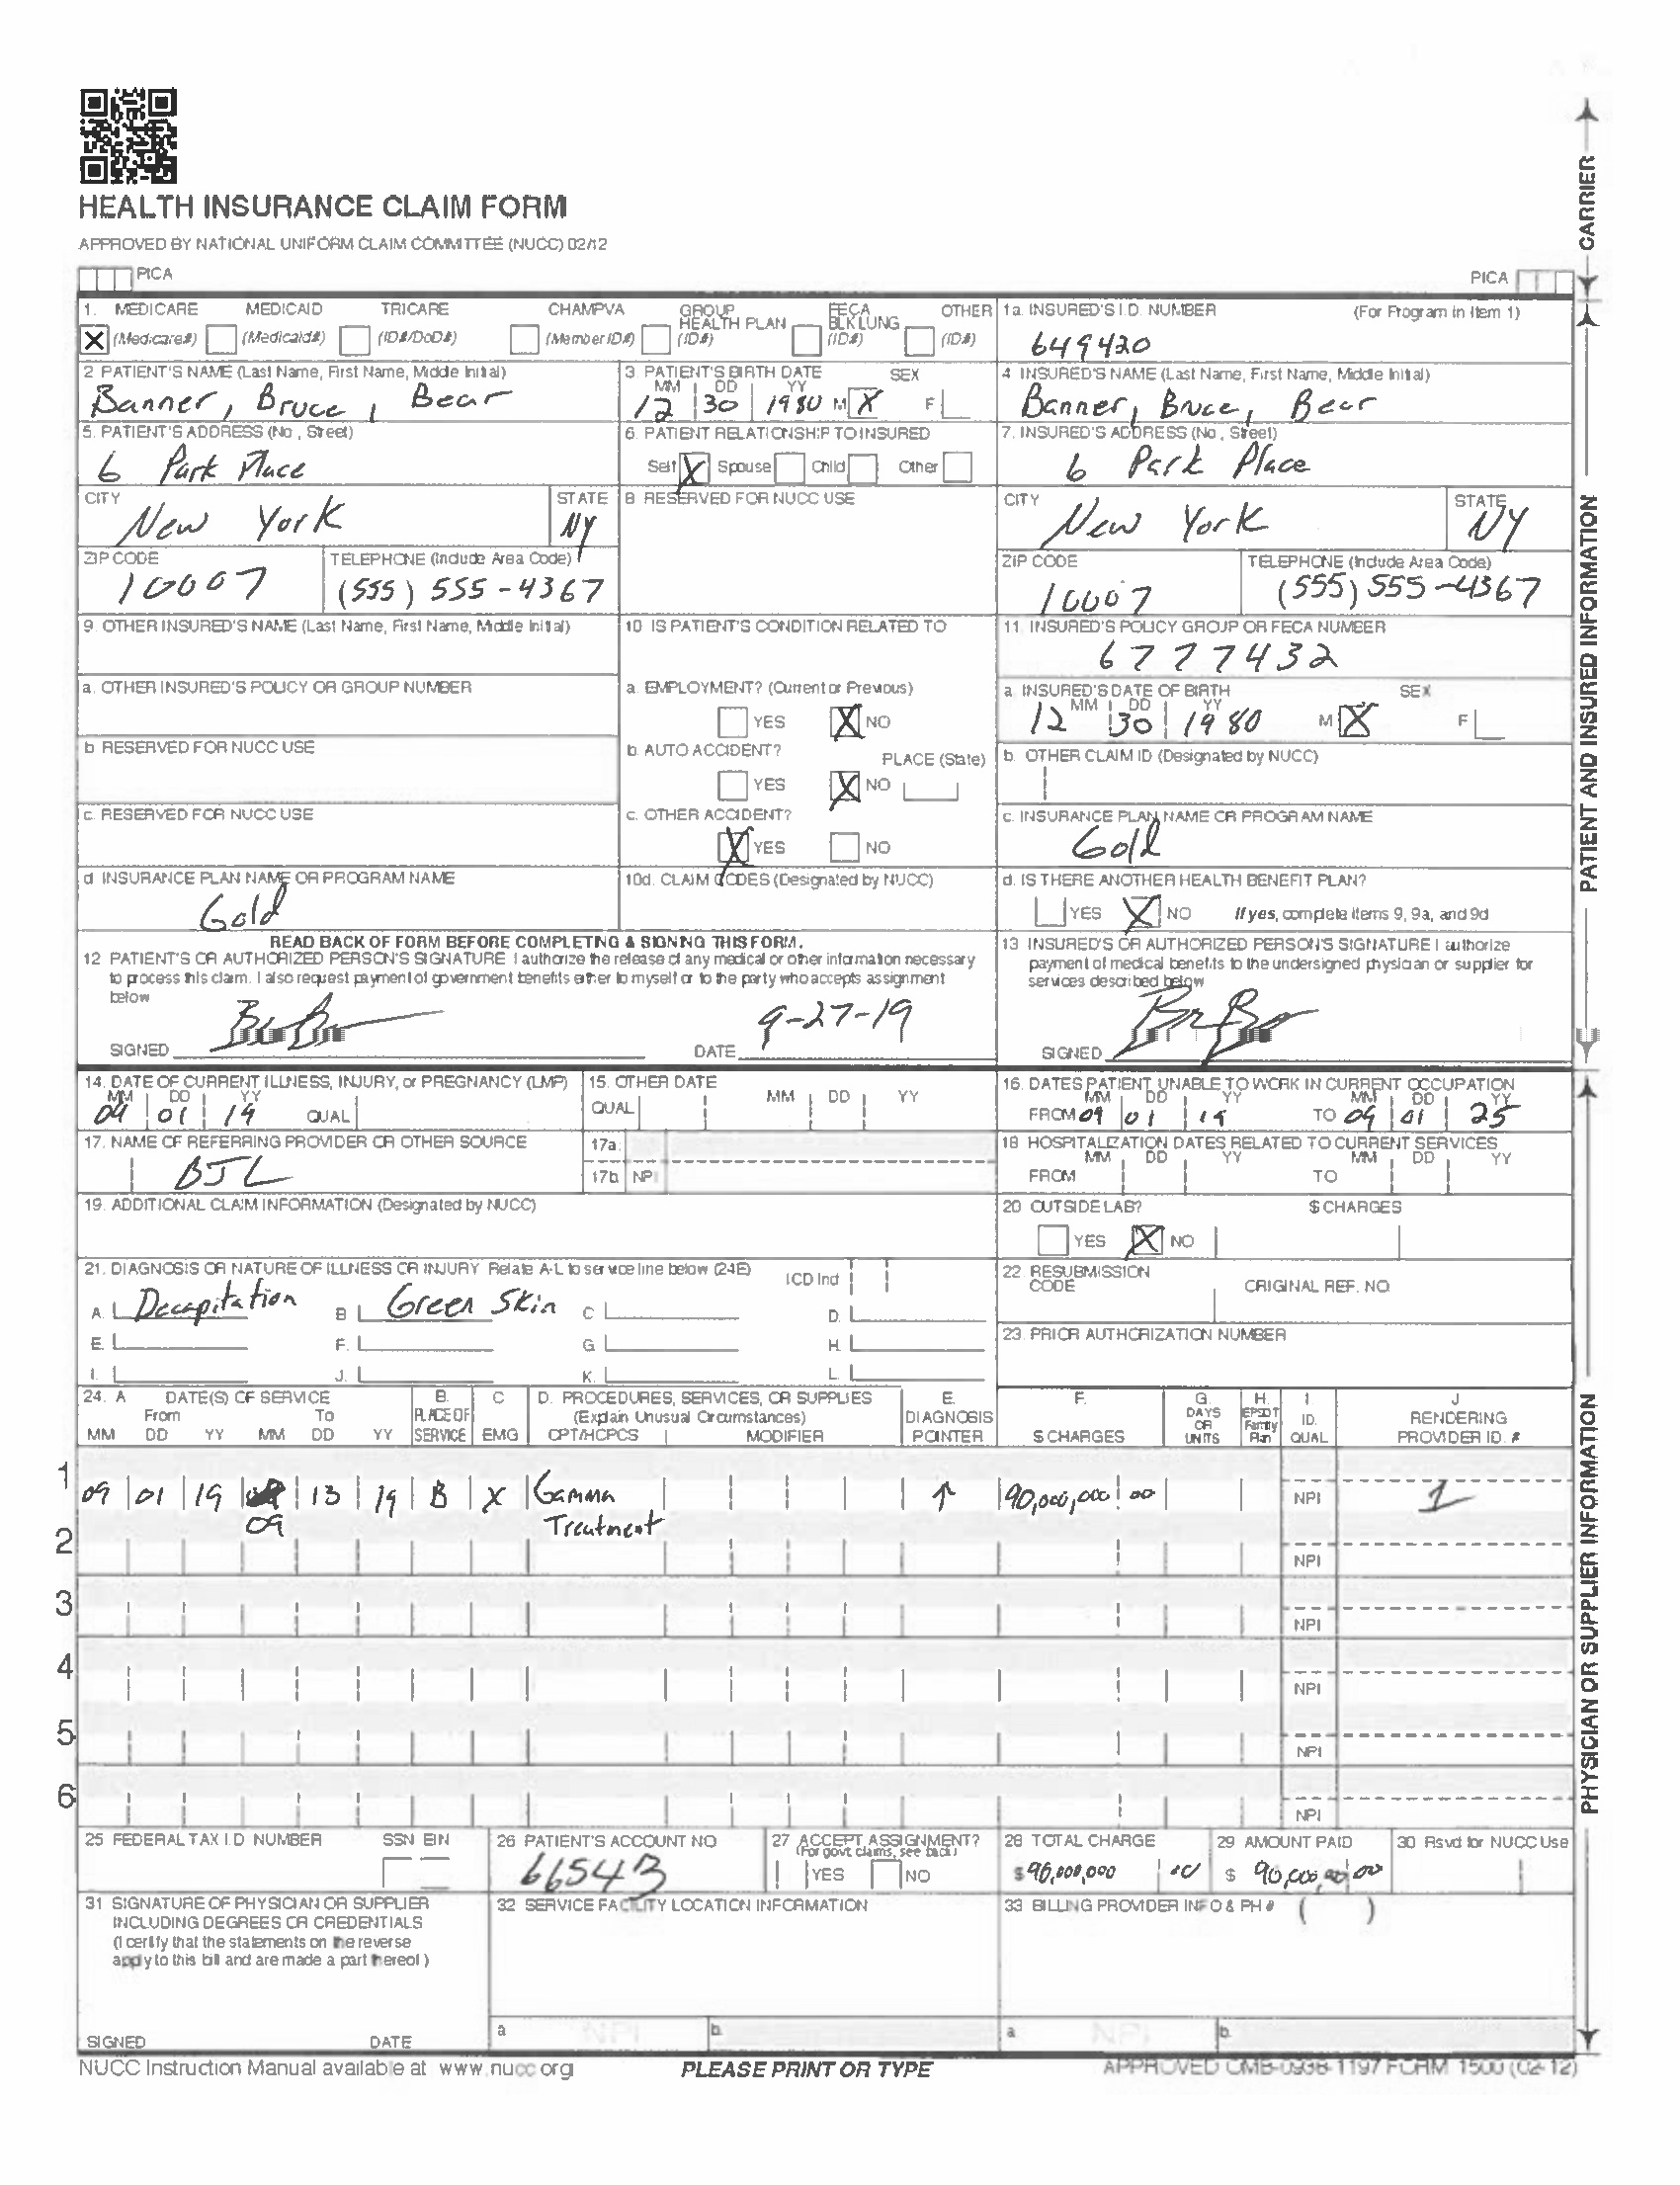 HEALTH INSURANCE CLAIM FORM
APPROVED BY NATIONAL UNIFORM CLAIM COMMITTEE (NUCC) 02/12
PICA
PICA
CARRIER
1. MEDICARE MEDICAID TRICARE CHAMPVA GROUP HEALTH PLAN FECA BLK LUNG OTHER
X (Medicare#) (Medicaid#) (ID#/DoD#) (Member ID#) (ID#) (ID#) (ID#)
1a. INSURED'S I.D. NUMBER (For Program in Item 1)
649420
2. PATIENT'S NAME (Last Name, First Name, Middle Initial)
Banner, Bruce, Bear
3. PATIENT'S BIRTH DATE SEX
MM DD YY
12 30 1980 M X F
4. INSURED'S NAME (Last Name, First Name, Middle Initial)
Banner, Bruce, Bear
5. PATIENT'S ADDRESS (No., Street)
6 Park Place
6. PATIENT RELATIONSHIP TO INSURED
Self X Spouse Child Other
7. INSURED'S ADDRESS (No., Street)
6 Park Place
CITY STATE
New York NY
8. RESERVED FOR NUCC USE
CITY STATE
New York NY
ZIP CODE TELEPHONE (Include Area Code)
10007 (555) 555-4367
ZIP CODE TELEPHONE (Include Area Code)
10007 (555) 555-4367
9. OTHER INSURED'S NAME (Last Name, First Name, Middle Initial)
10. IS PATIENT'S CONDITION RELATED TO
11. INSURED'S POLICY GROUP OR FECA NUMBER
6777432
a. OTHER INSURED'S POLICY OR GROUP NUMBER
a. EMPLOYMENT? (Current or Previous)
YES X NO
a. INSURED'S DATE OF BIRTH SEX
MM DD YY
12 30 1980 M X F
b. RESERVED FOR NUCC USE
b. AUTO ACCIDENT? PLACE (State)
YES X NO
b. OTHER CLAIM ID (Designated by NUCC)
c. RESERVED FOR NUCC USE
c. OTHER ACCIDENT?
X YES NO
c. INSURANCE PLAN NAME OR PROGRAM NAME
Gold
d. INSURANCE PLAN NAME OR PROGRAM NAME
Gold
10d. CLAIM CODES (Designated by NUCC)
d. IS THERE ANOTHER HEALTH BENEFIT PLAN?
YES X NO If yes, complete items 9, 9a, and 9d
READ BACK OF FORM BEFORE COMPLETING & SIGNING THIS FORM.
12. PATIENT'S OR AUTHORIZED PERSON'S SIGNATURE I authorize the release of any medical or other information necessary
to process this claim. I also request payment of government benefits either to myself or to the party who accepts assignment
below
SIGNED DATE 9-27-19
13. INSURED'S OR AUTHORIZED PERSON'S SIGNATURE I authorize
payment of medical benefits to the undersigned physician or supplier for
services described below
SIGNED
PATIENT AND INSURED INFORMATION
14. DATE OF CURRENT ILLNESS, INJURY, or PREGNANCY (LMP)
MM DD YY
09 01 19 QUAL
15. OTHER DATE
QUAL MM DD YY
16. DATES PATIENT UNABLE TO WORK IN CURRENT OCCUPATION
MM DD YY MM DD YY
FROM 09 01 19 TO 09 01 25
17. NAME OF REFERRING PROVIDER OR OTHER SOURCE
BJL
17a.
17b. NPI
18. HOSPITALIZATION DATES RELATED TO CURRENT SERVICES
MM DD YY MM DD YY
FROM TO
19. ADDITIONAL CLAIM INFORMATION (Designated by NUCC)
20. OUTSIDE LAB? $ CHARGES
YES X NO
21. DIAGNOSIS OR NATURE OF ILLNESS OR INJURY Relate A-L to service line below (24E) ICD Ind
A. Decapitation B. Green Skin C. D.
E. F. G. H.
I. J. K. L.
22. RESUBMISSION CODE ORIGINAL REF. NO.
23. PRIOR AUTHORIZATION NUMBER
24. A. DATE(S) OF SERVICE B. C. D. PROCEDURES, SERVICES, OR SUPPLIES E. F. G. H. I. J.
From To PLACE OF (Explain Unusual Circumstances) DIAGNOSIS DAYS OR UNITS EPSDT Family Plan ID. RENDERING
MM DD YY MM DD YY SERVICE EMG CPT/HCPCS MODIFIER POINTER $ CHARGES QUAL. PROVIDER ID. #
1 09 01 19 09 13 19 B X Gamma Treatment ↑ 90,000,000 00 NPI 1
2 NPI
3 NPI
4 NPI
5 NPI
6 NPI
25. FEDERAL TAX I.D. NUMBER SSN EIN
26. PATIENT'S ACCOUNT NO.
6654B
27. ACCEPT ASSIGNMENT?
(For govt. claims, see back)
YES NO
28. TOTAL CHARGE
$ 90,000,000 00
29. AMOUNT PAID
$ 90,000,000 00
30. Rsvd for NUCC Use
31. SIGNATURE OF PHYSICIAN OR SUPPLIER
INCLUDING DEGREES OR CREDENTIALS
(I certify that the statements on the reverse
apply to this bill and are made a part thereof.)
SIGNED DATE
32. SERVICE FACILITY LOCATION INFORMATION
a. NPI b.
33. BILLING PROVIDER INFO & PH # ( )
a. NPI b.
PHYSICIAN OR SUPPLIER INFORMATION
NUCC Instruction Manual available at: www.nucc.org PLEASE PRINT OR TYPE APPROVED OMB-0938-1197 FORM 1500 (02-12)